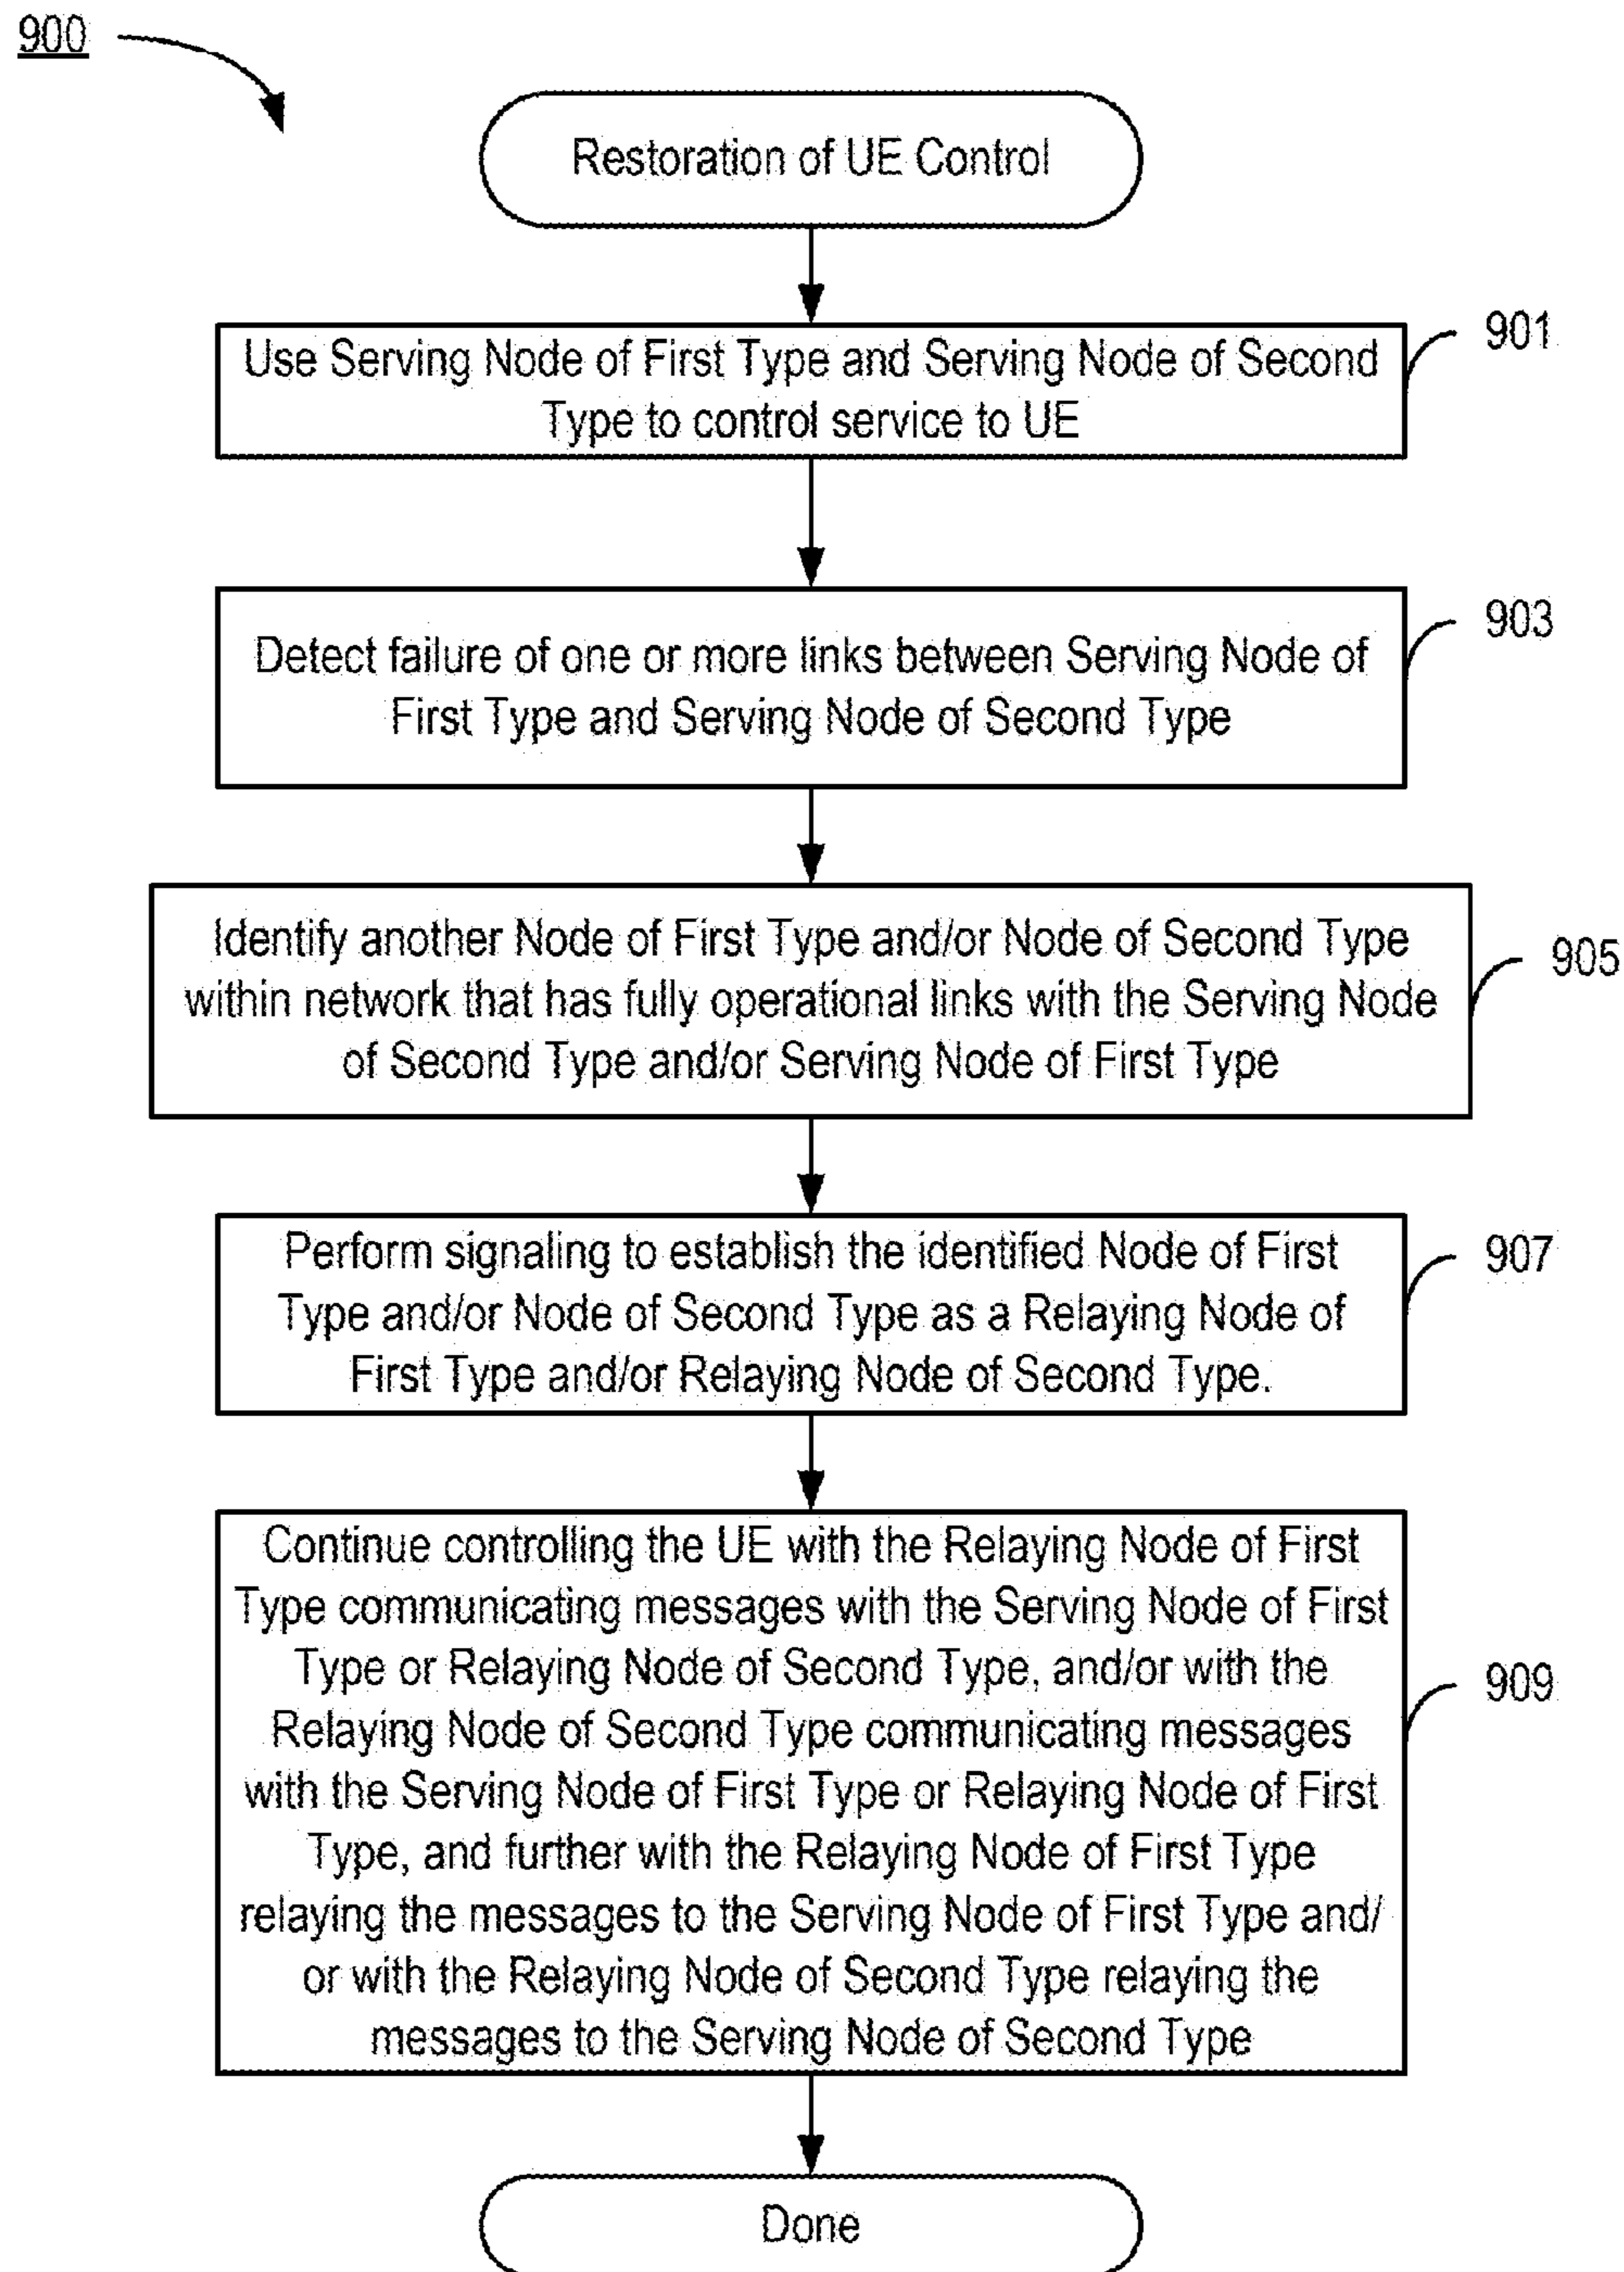 900
Restoration of UE Control
Use Serving Node of First Type and Serving Node of Second
Type to control service to UE
901
Detect failure of one or more links between Serving Node of
First Type and Serving Node of Second Type
903
Identify another Node of First Type and/or Node of Second Type
within network that has fully operational links with the Serving Node
of Second Type and/or Serving Node of First Type
905
Perform signaling to establish the identified Node of First
Type and/or Node of Second Type as a Relaying Node of
First Type and/or Relaying Node of Second Type.
907
Continue controlling the UE with the Relaying Node of First
Type communicating messages with the Serving Node of First
Type or Relaying Node of Second Type, and/or with the
Relaying Node of Second Type communicating messages
with the Serving Node of First Type or Relaying Node of First
Type, and further with the Relaying Node of First Type
relaying the messages to the Serving Node of First Type and/
or with the Relaying Node of Second Type relaying the
messages to the Serving Node of Second Type
909
Done